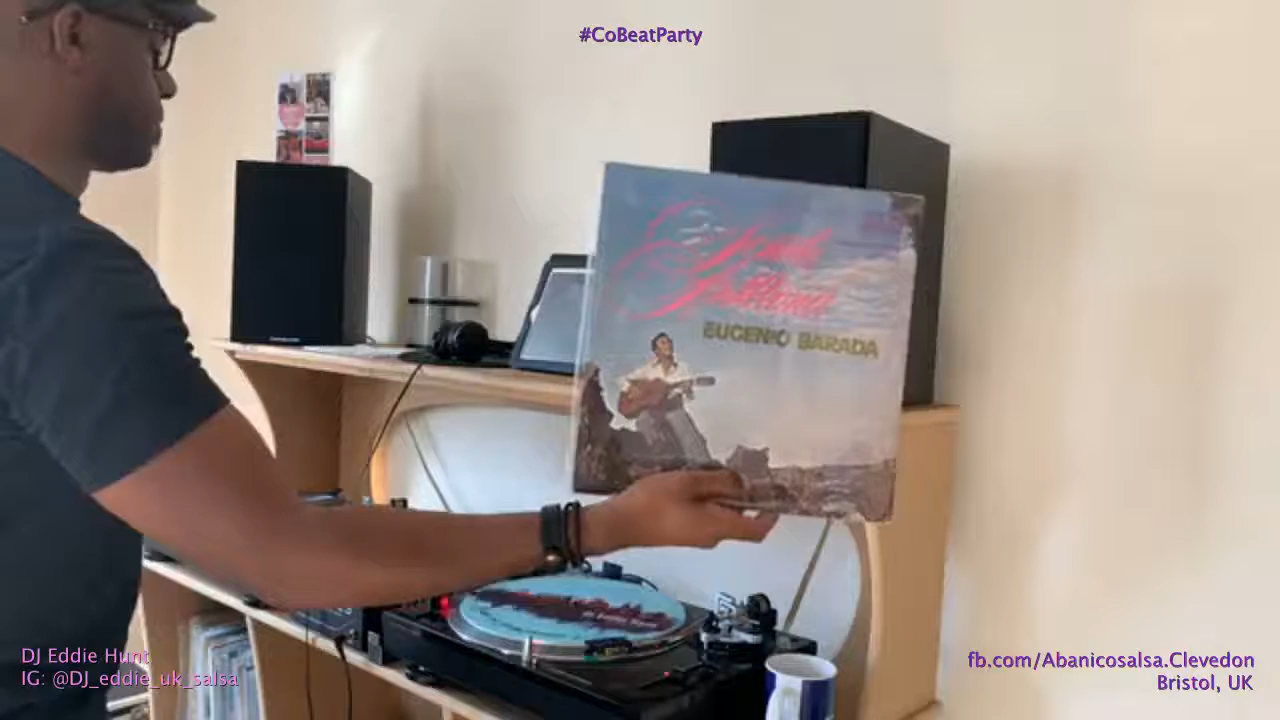 #CoBeatParty
EUGENIO BARADA
DJ Eddie Hunt
IG: @DJ_eddie_uk_salsa
fb.com/Abanicosalsa.Clevedon
Bristol, UK